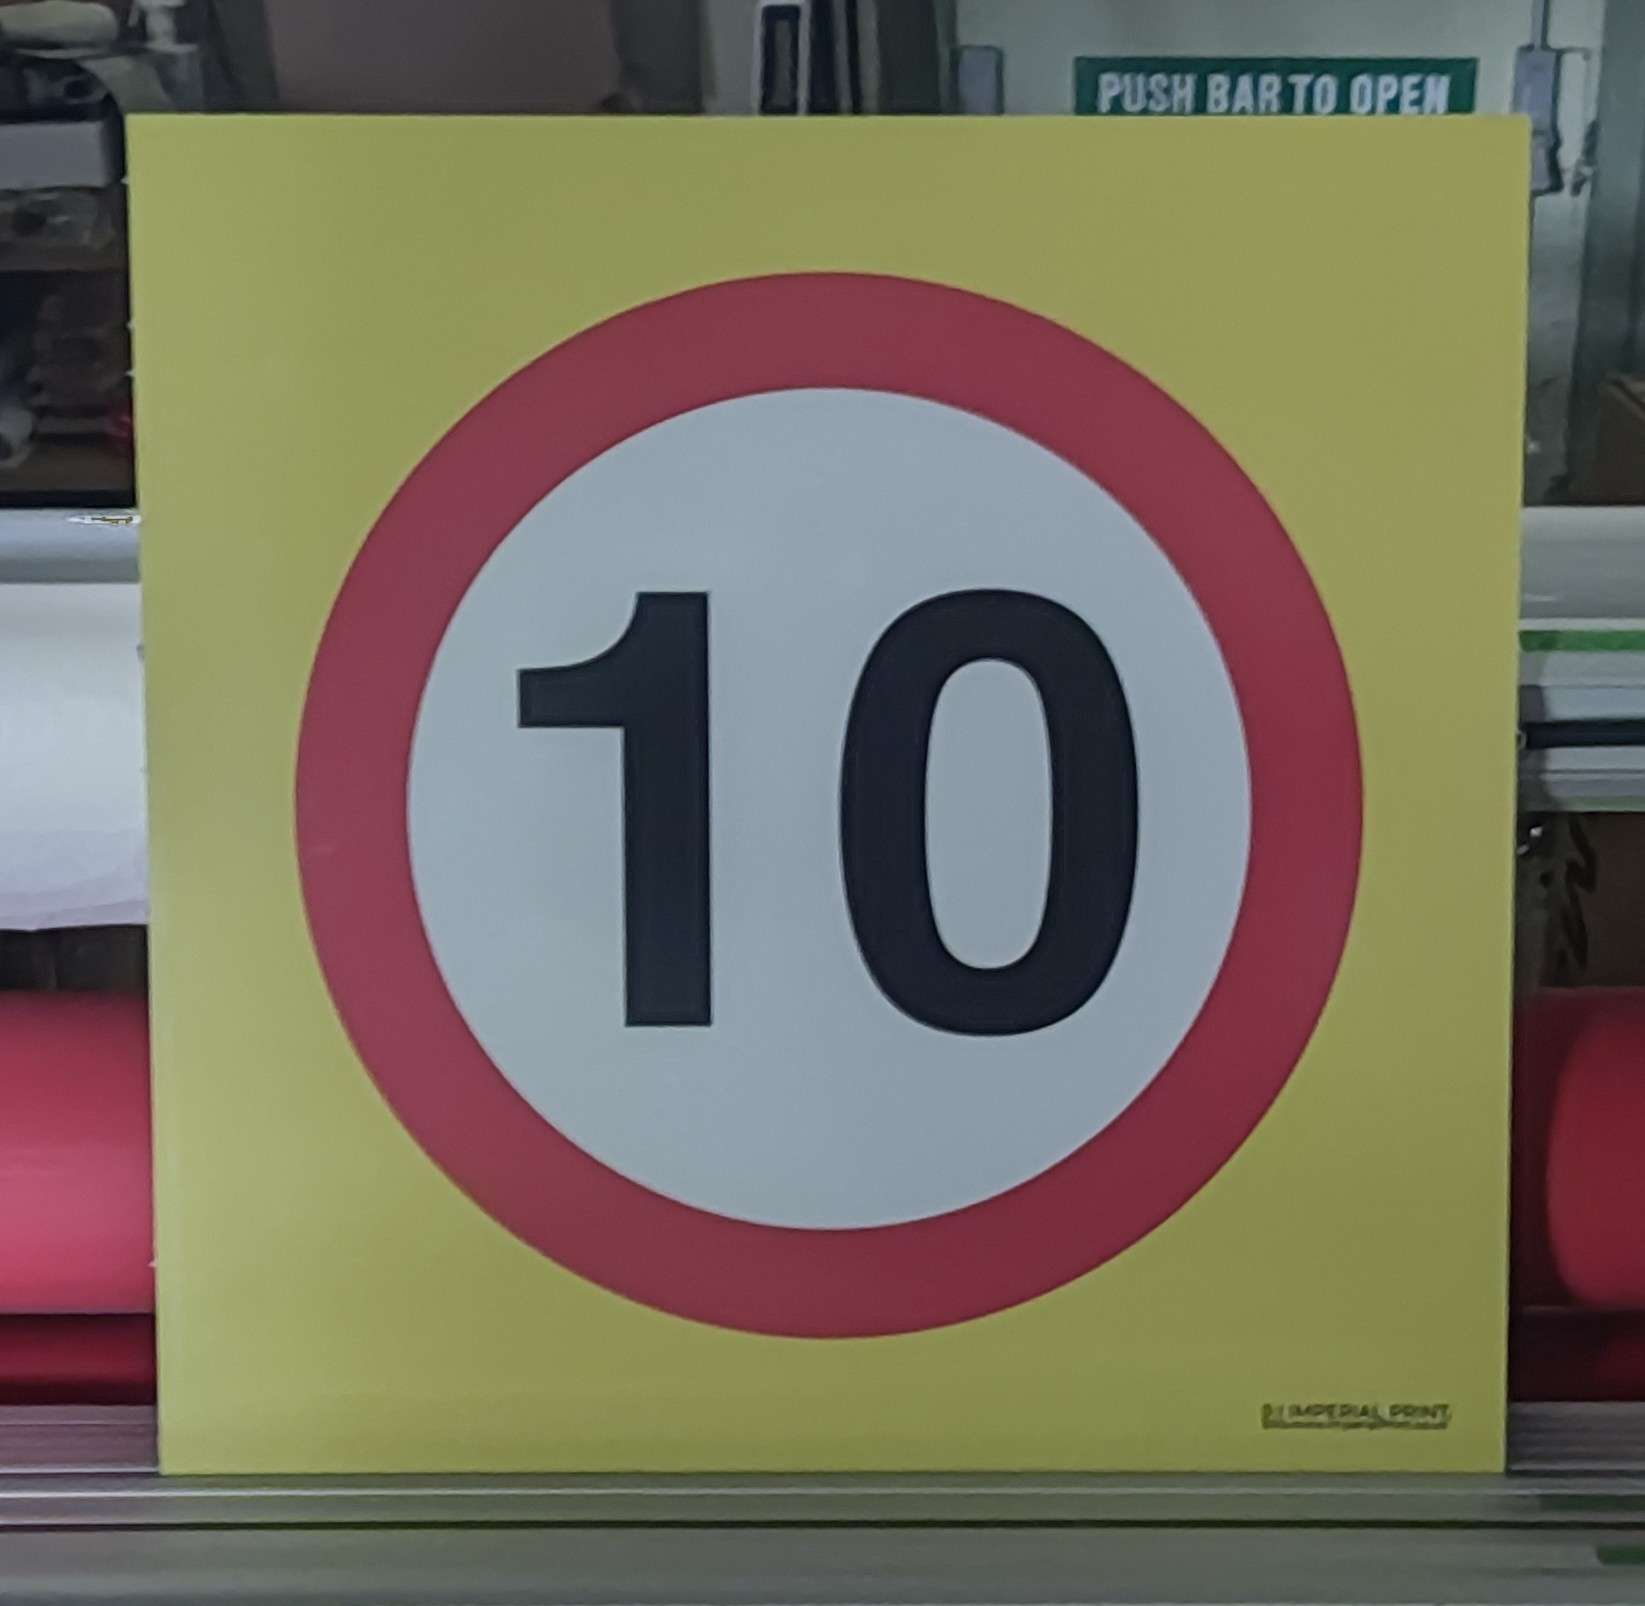 PUSH BAR TO OPEN
10
IMPERIAL PRINT